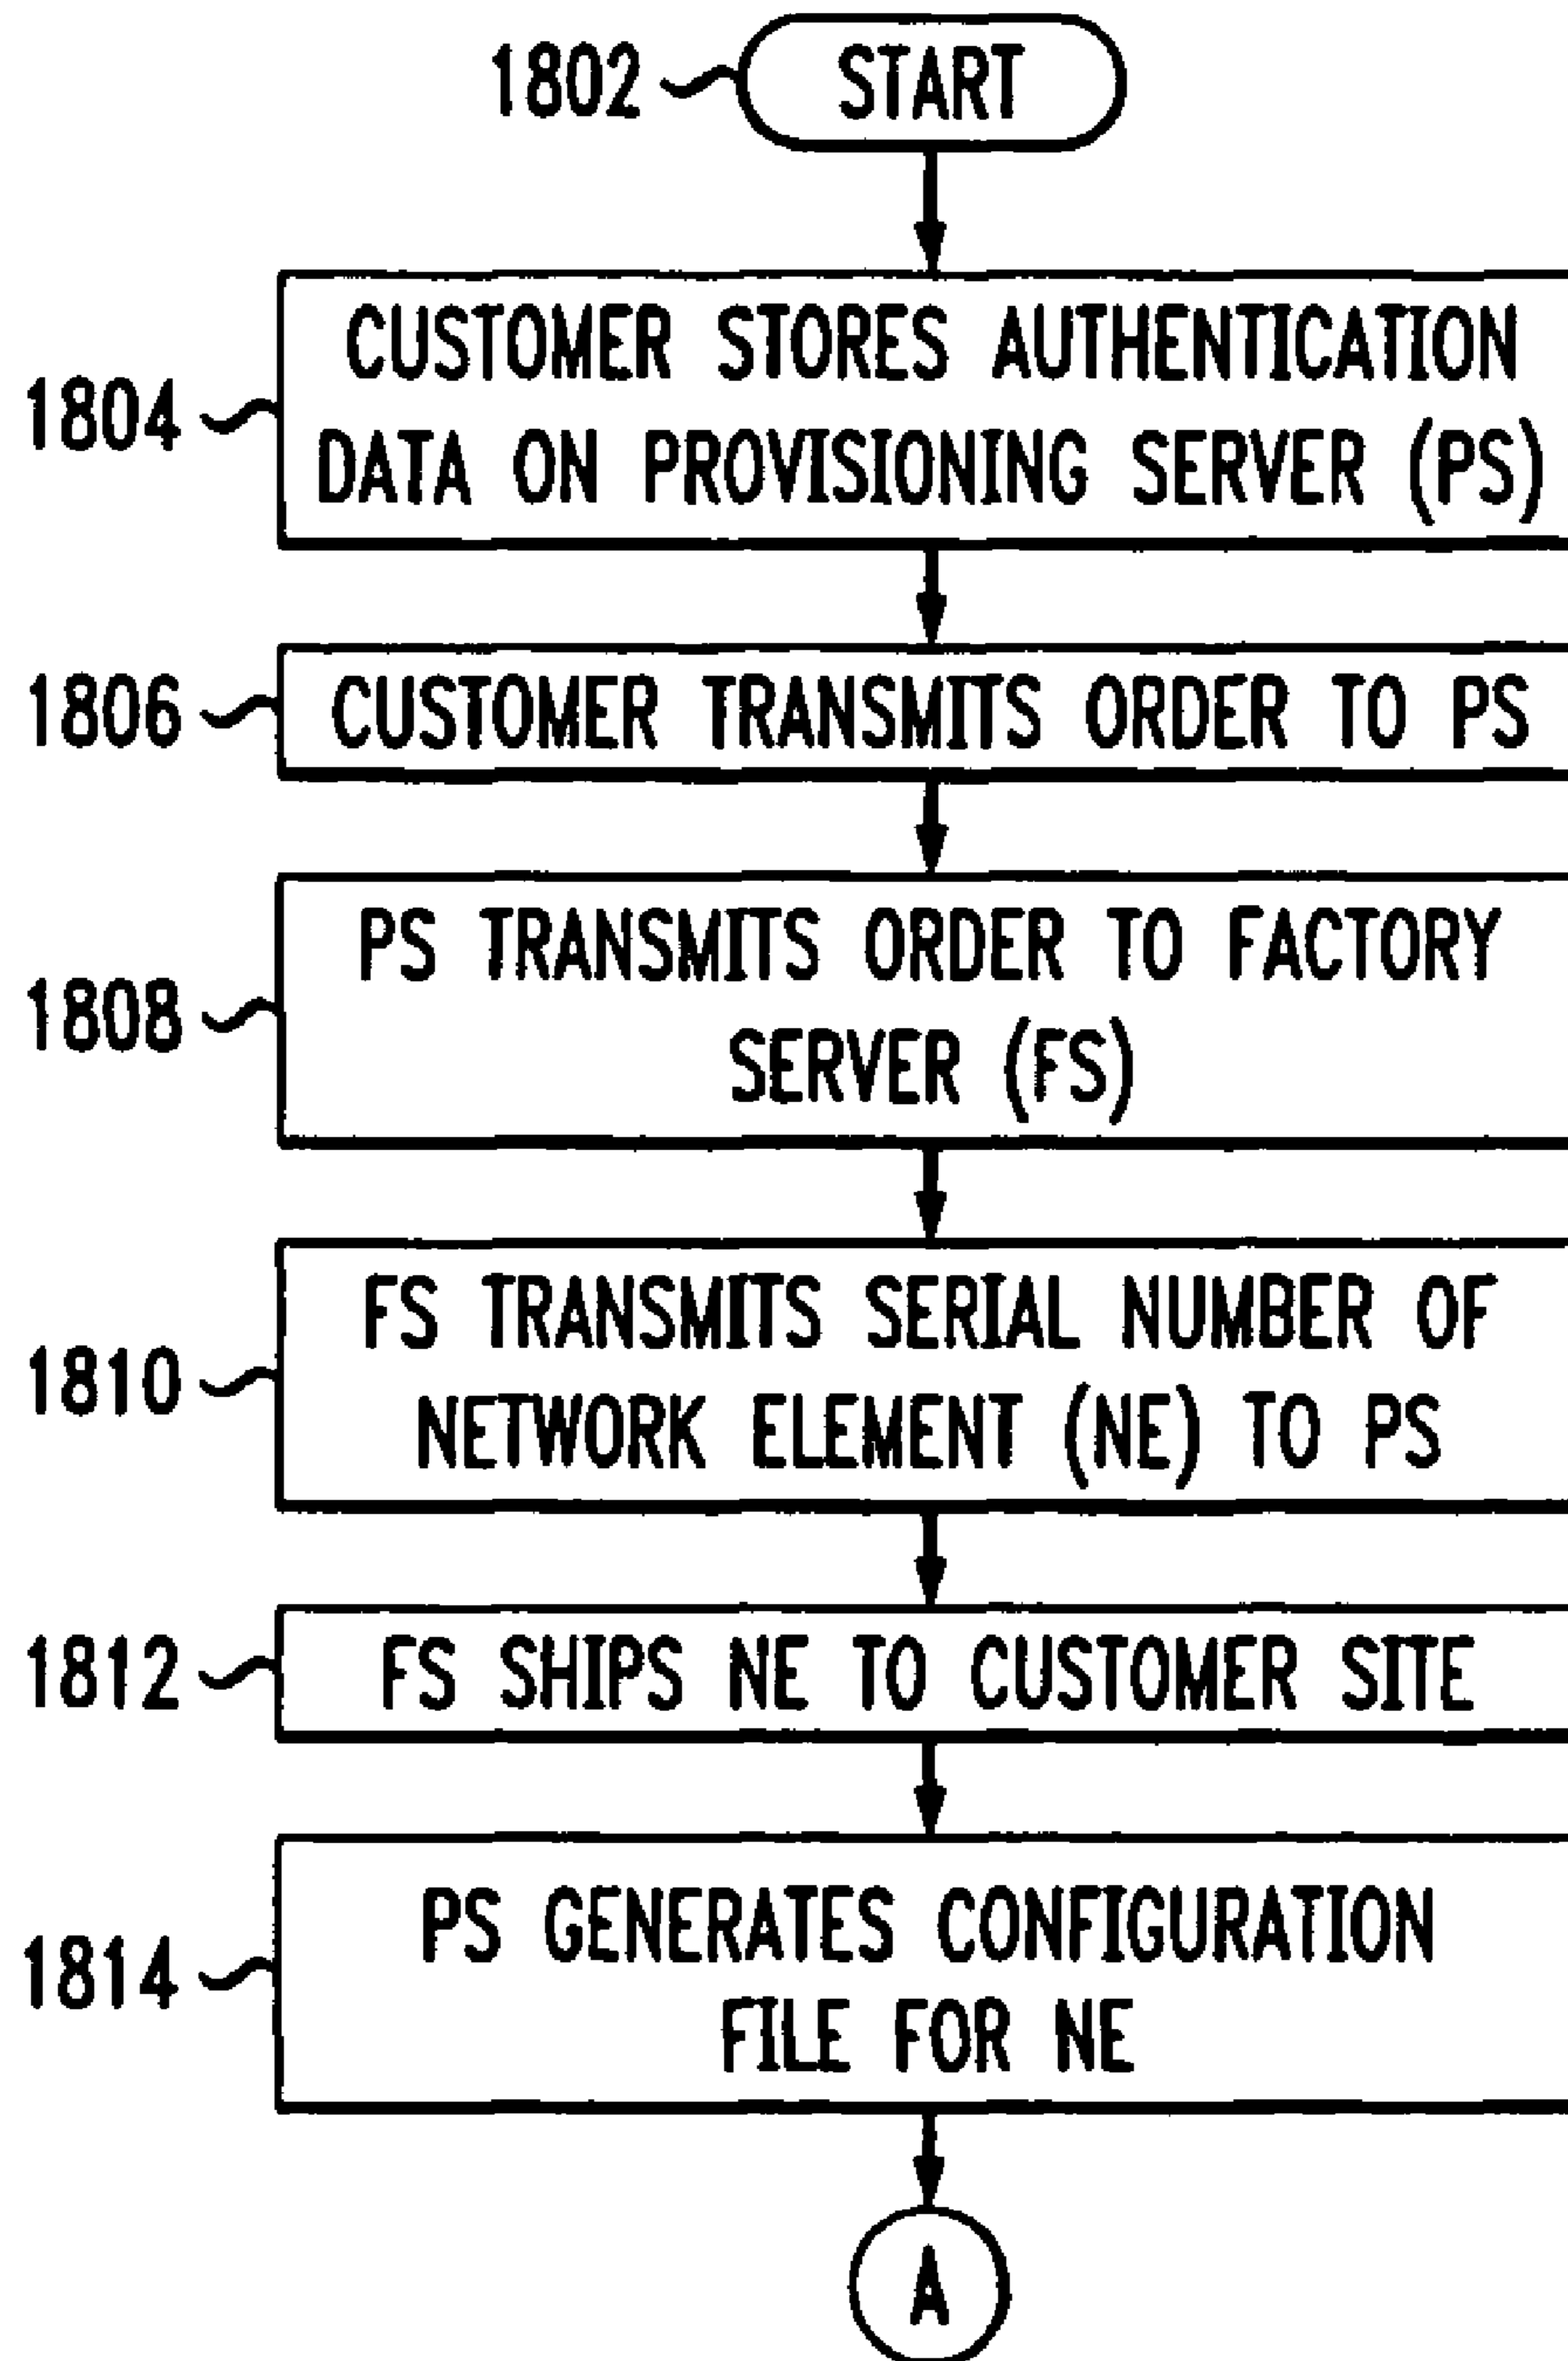 1802 START
1804 CUSTOMER STORES AUTHENTICATION
DATA ON PROVISIONING SERVER (PS)
1806 CUSTOMER TRANSMITS ORDER TO PS
1808 PS TRANSMITS ORDER TO FACTORY
SERVER (FS)
1810 FS TRANSMITS SERIAL NUMBER OF
NETWORK ELEMENT (NE) TO PS
1812 FS SHIPS NE TO CUSTOMER SITE
1814 PS GENERATES CONFIGURATION
FILE FOR NE
A